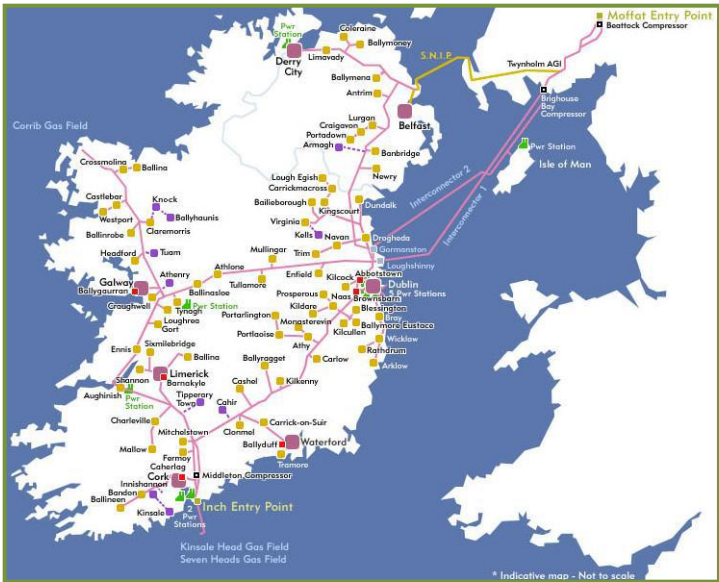 Moffat Entry Point
Beattock Compressor
Pwr
Station
Coleraine
Ballymoney
Derry
City
Limavady
S.N.I.P
Twynholm AGI
Ballymena
Antrim
Brighouse
Bay
Compressor
Belfast
Lurgan
Craigavon
Portadown
Armagh
Banbridge
Newry
Pwr Station
Isle of Man
Corrib Gas Field
Crossmolina
Ballina
Lough Egish
Carrickmacross
Bailieborough
Kingscourt
Dundalk
Interconnector 2
Interconnector 1
Castlebar
Westport
Knock
Ballyhaunis
Claremorris
Ballinrobe
Virginia
Kells
Navan
Drogheda
Gormanston
Loughshinny
Headford
Tuam
Mullingar
Trim
Athlone
Athenry
Galway
Ballygaurran
Craughwell
Ballinasloe
Tynagh
Pwr Station
Tullamore
Enfield
Kilcock
Abbotstown
Dublin
5 Pwr Stations
Prosperous
Naas
Brownsbarn
Blessington
Bray
Kildare
Ballymore Eustace
Kilcullen
Loughrea
Gort
Portarlington
Monasterevin
Portlaoise
Athy
Wicklow
Rathdrum
Arklow
Ennis
Sixmilebridge
Ballina
Ballyragget
Carlow
Limerick
Barnakyle
Shannon
Aughinish
Pwr
Station
Tipperary
Town
Cashel
Kilkenny
Cahir
Charleville
Mitchelstown
Clonmel
Carrick-on-Suir
Ballyduff
Waterford
Tramore
Mallow
Fermoy
Caherlag
Cork
Middleton Compressor
Innishannon
Bandon
Ballineen
Kinsale
2
Pwr
Stations
Inch Entry Point
Kinsale Head Gas Field
Seven Heads Gas Field
* Indicative map - Not to scale